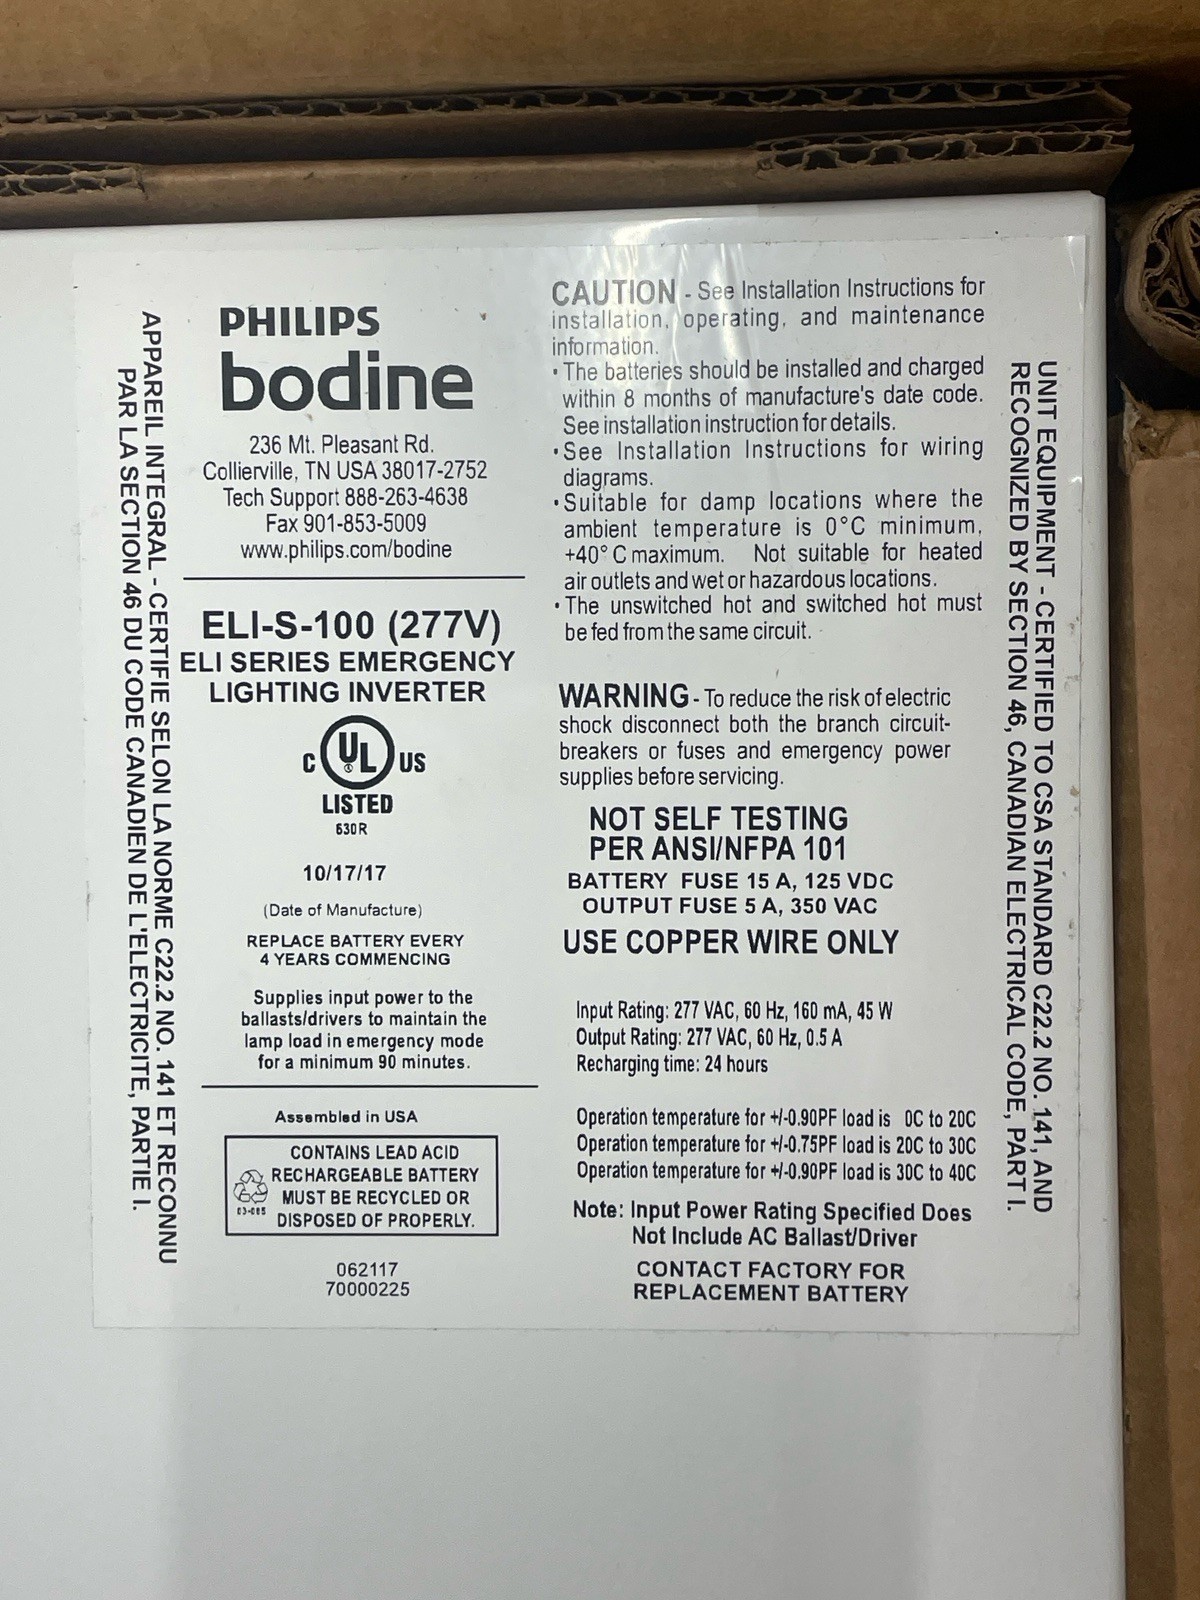 APPAREIL INTEGRAL - CERTIFIE SELON LA NORME C22.2 NO. 141 ET RECONNU
PAR LA SECTION 46 DU CODE CANADIEN DE L'ELECTRICITE, PARTIE I.
PHILIPS
bodine
236 Mt. Pleasant Rd.
Collierville, TN USA 38017-2752
Tech Support 888-263-4638
Fax 901-853-5009
www.philips.com/bodine
ELI-S-100 (277V)
ELI SERIES EMERGENCY
LIGHTING INVERTER
C UL US
LISTED
630R
10/17/17
(Date of Manufacture)
REPLACE BATTERY EVERY
4 YEARS COMMENCING
Supplies input power to the
ballasts/drivers to maintain the
lamp load in emergency mode
for a minimum 90 minutes.
Assembled in USA
CONTAINS LEAD ACID
RECHARGEABLE BATTERY
MUST BE RECYCLED OR
DISPOSED OF PROPERLY.
062117
70000225
CAUTION - See Installation Instructions for
installation, operating, and maintenance
information.
• The batteries should be installed and charged
within 8 months of manufacture's date code.
See installation instruction for details.
• See Installation Instructions for wiring
diagrams.
• Suitable for damp locations where the
ambient temperature is 0°C minimum,
+40° C maximum. Not suitable for heated
air outlets and wet or hazardous locations.
• The unswitched hot and switched hot must
be fed from the same circuit.
WARNING - To reduce the risk of electric
shock disconnect both the branch circuit-
breakers or fuses and emergency power
supplies before servicing.
NOT SELF TESTING
PER ANSI/NFPA 101
BATTERY FUSE 15 A, 125 VDC
OUTPUT FUSE 5 A, 350 VAC
USE COPPER WIRE ONLY
Input Rating: 277 VAC, 60 Hz, 160 mA, 45 W
Output Rating: 277 VAC, 60 Hz, 0.5 A
Recharging time: 24 hours
Operation temperature for +/-0.90PF load is 0C to 20C
Operation temperature for +/-0.75PF load is 20C to 30C
Operation temperature for +/-0.90PF load is 30C to 40C
Note: Input Power Rating Specified Does
Not Include AC Ballast/Driver
CONTACT FACTORY FOR
REPLACEMENT BATTERY
UNIT EQUIPMENT - CERTIFIED TO CSA STANDARD C22.2 NO. 141, AND
RECOGNIZED BY SECTION 46, CANADIAN ELECTRICAL CODE, PART I.